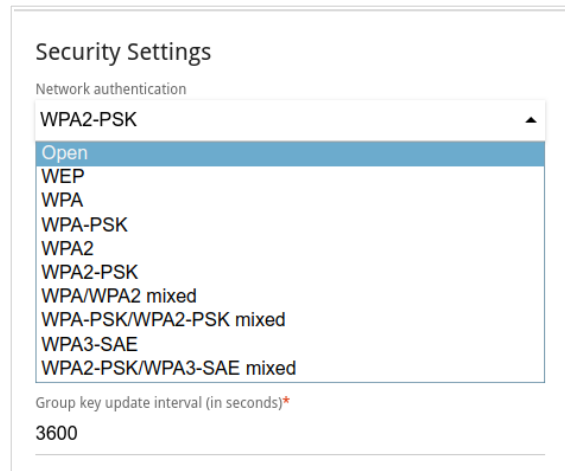 Security Settings
Network authentication
WPA2-PSK
Open
WEP
WPA
WPA-PSK
WPA2
WPA2-PSK
WPA/WPA2 mixed
WPA-PSK/WPA2-PSK mixed
WPA3-SAE
WPA2-PSK/WPA3-SAE mixed
Group key update interval (in seconds)*
3600